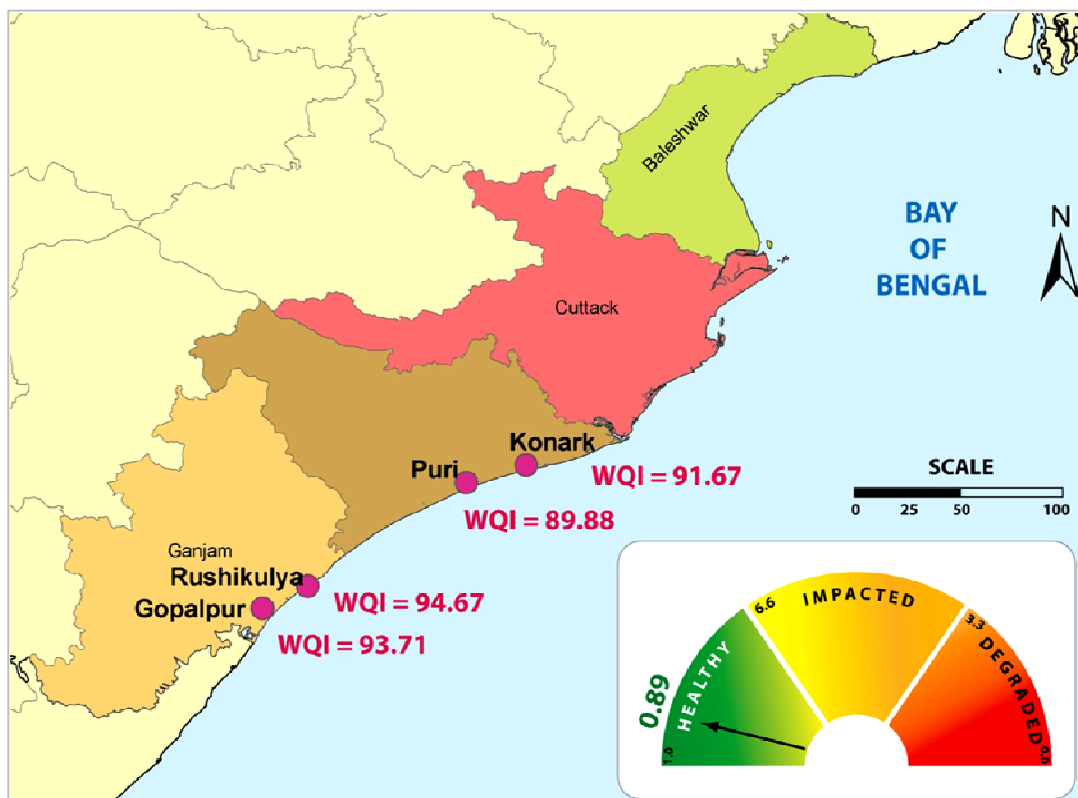 Baleshwar
BAY
OF
BENGAL
N
Cuttack
Konark
Puri
WQI = 91.67
WQI = 89.88
SCALE
0 25 50 100
Ganjam
Rushikulya
Gopalpur
WQI = 94.67
WQI = 93.71
0.89
HEALTHY
1.0
6.6
IMPACTED
3.3
DEGRADED
0.0